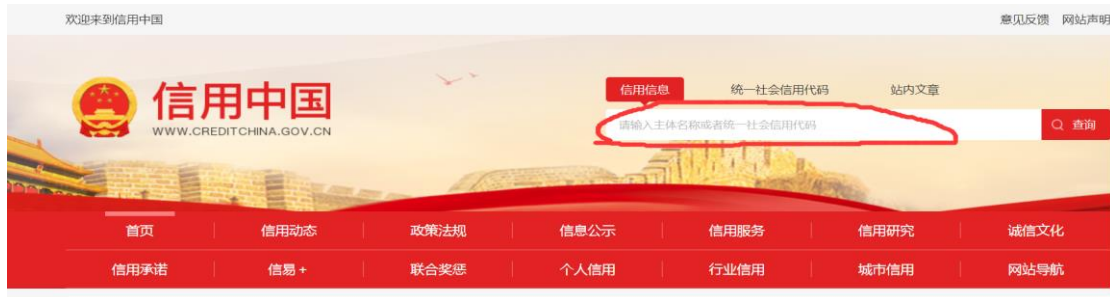 欢迎来到信用中国
意见反馈 网站声明
信用中国
WWW.CREDITCHINA.GOV.CN
信用信息 统一社会信用代码 站内文章
请输入主体名称或者统一社会信用代码
查询
首页 信用动态 政策法规 信息公示 信用服务 信用研究 诚信文化
信用承诺 信易+ 联合奖惩 个人信用 行业信用 城市信用 网站导航